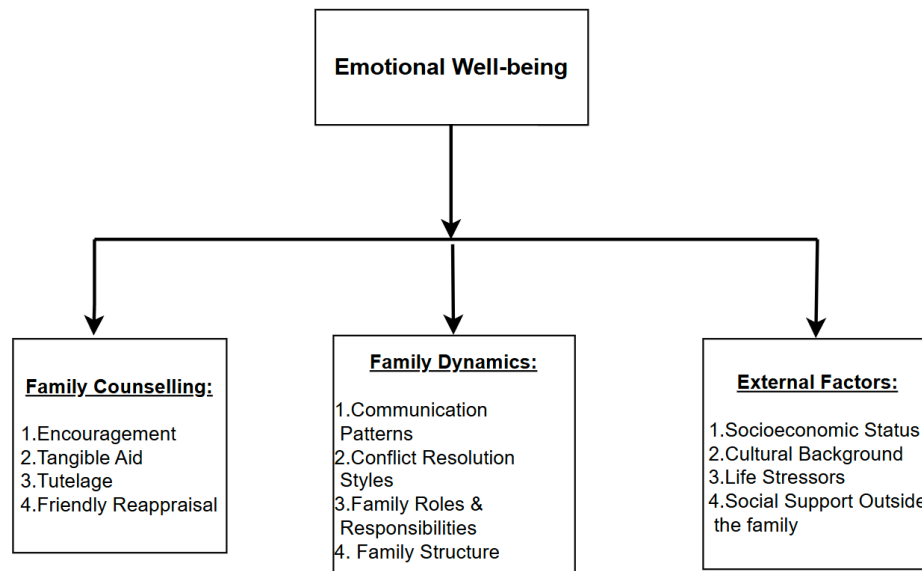 Emotional Well-being
Family Counselling:
1.Encouragement
2.Tangible Aid
3.Tutelage
4.Friendly Reappraisal
Family Dynamics:
1.Communication
Patterns
2.Conflict Resolution
Styles
3.Family Roles &
Responsibilities
4. Family Structure
External Factors:
1.Socioeconomic Status
2.Cultural Background
3.Life Stressors
4.Social Support Outside
the family